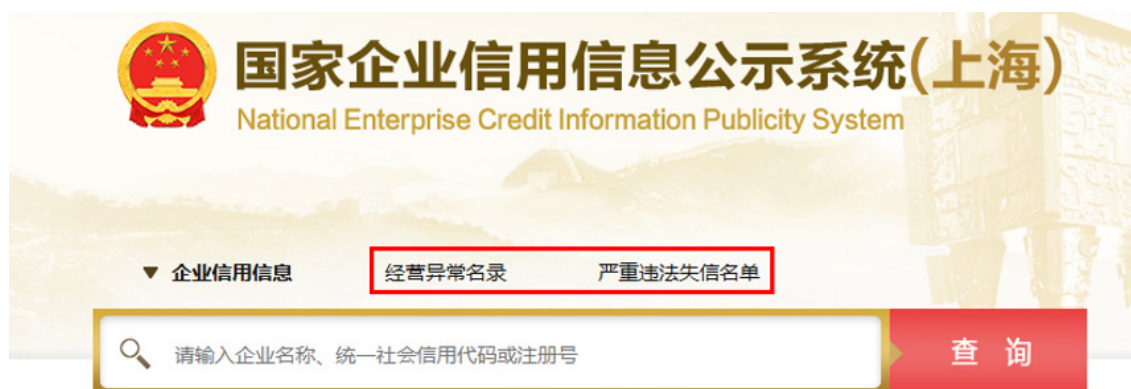 国家企业信用信息公示系统(上海)
National Enterprise Credit Information Publicity System
企业信用信息 经营异常名录 严重违法失信名单
请输入企业名称、统一社会信用代码或注册号 查 询